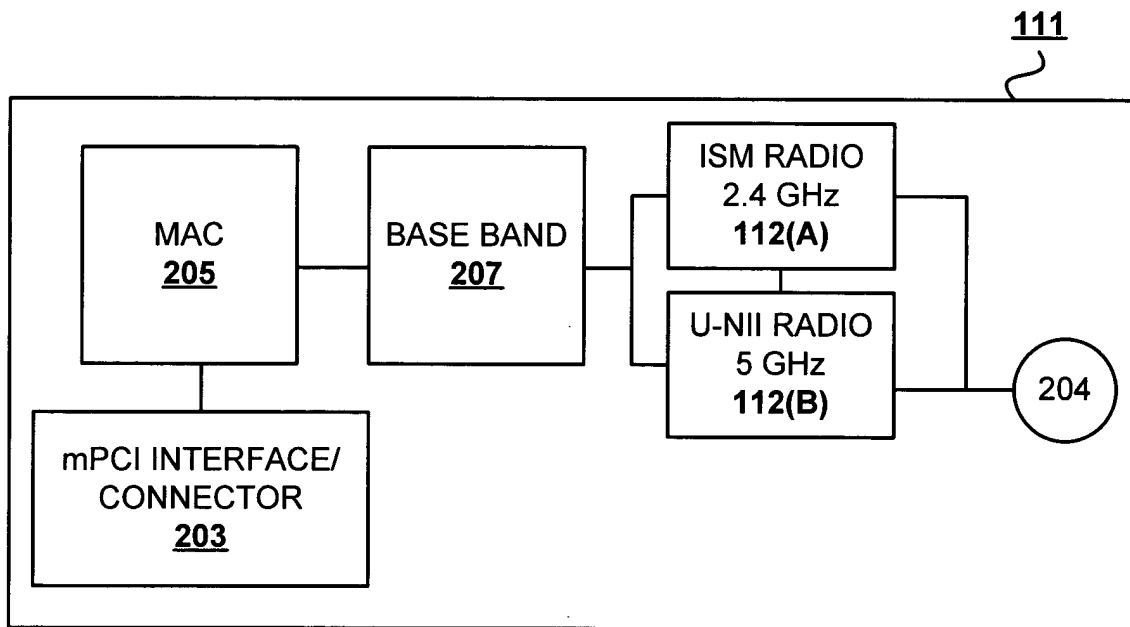 111
MAC
205
BASE BAND
207
ISM RADIO
2.4 GHz
112(A)
U-NII RADIO
5 GHz
112(B)
204
mPCI INTERFACE/
CONNECTOR
203